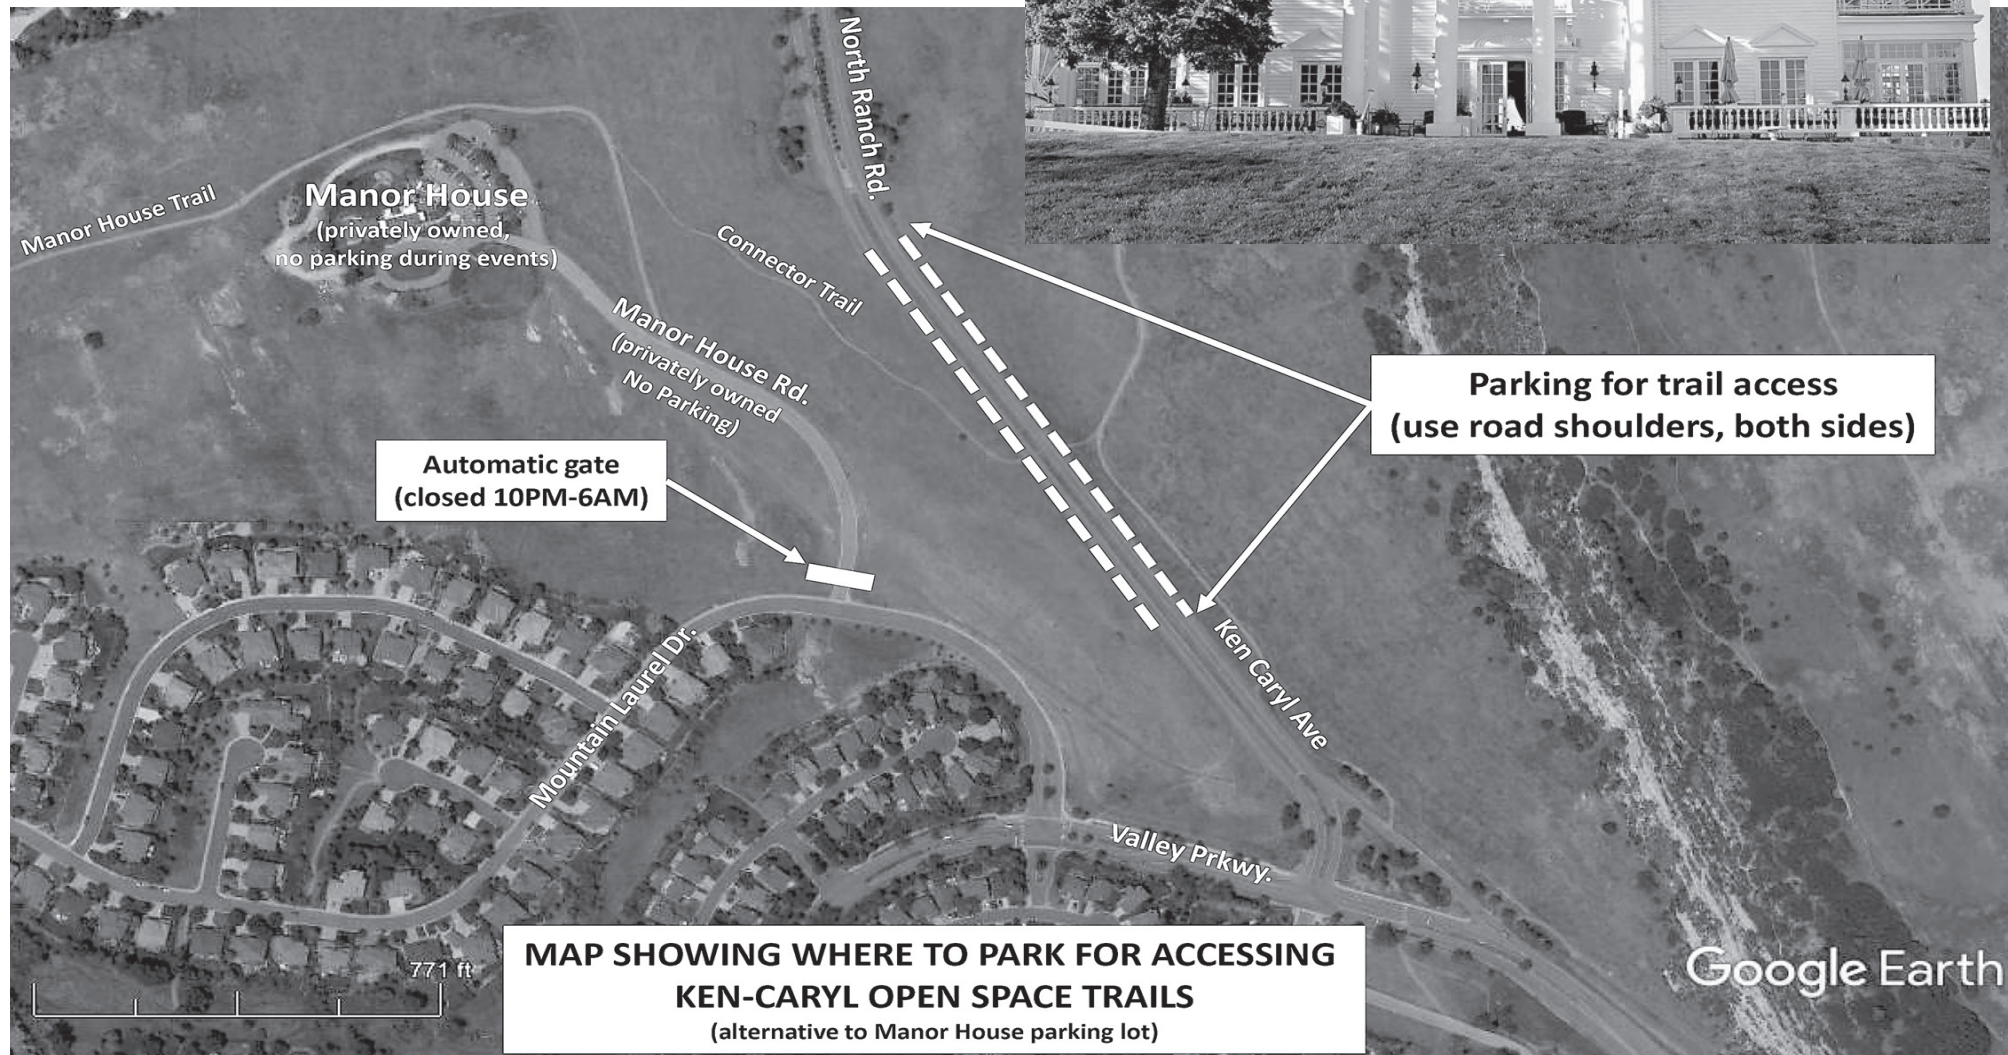 North Ranch Rd.
Manor House Trail
Manor House
(privately owned,
no parking during events)
Connector Trail
Manor House Rd.
(privately owned
No Parking)
Parking for trail access
(use road shoulders, both sides)
Automatic gate
(closed 10PM-6AM)
Ken Caryl Ave
Mountain Laurel Dr.
Valley Prkwy.
771 ft
MAP SHOWING WHERE TO PARK FOR ACCESSING
KEN-CARYL OPEN SPACE TRAILS
(alternative to Manor House parking lot)
Google Earth